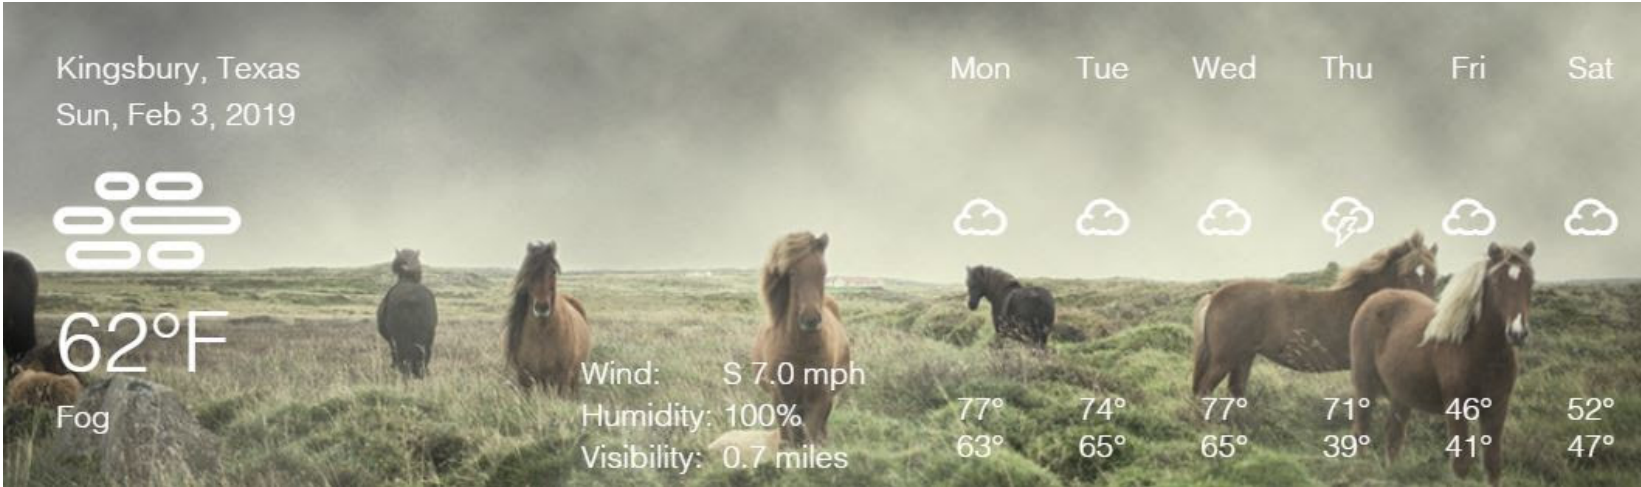 Kingsbury, Texas
Sun, Feb 3, 2019
62°F
Fog
Wind: S 7.0 mph
Humidity: 100%
Visibility: 0.7 miles
Mon Tue Wed Thu Fri Sat
77° 74° 77° 71° 46° 52°
63° 65° 65° 39° 41° 47°